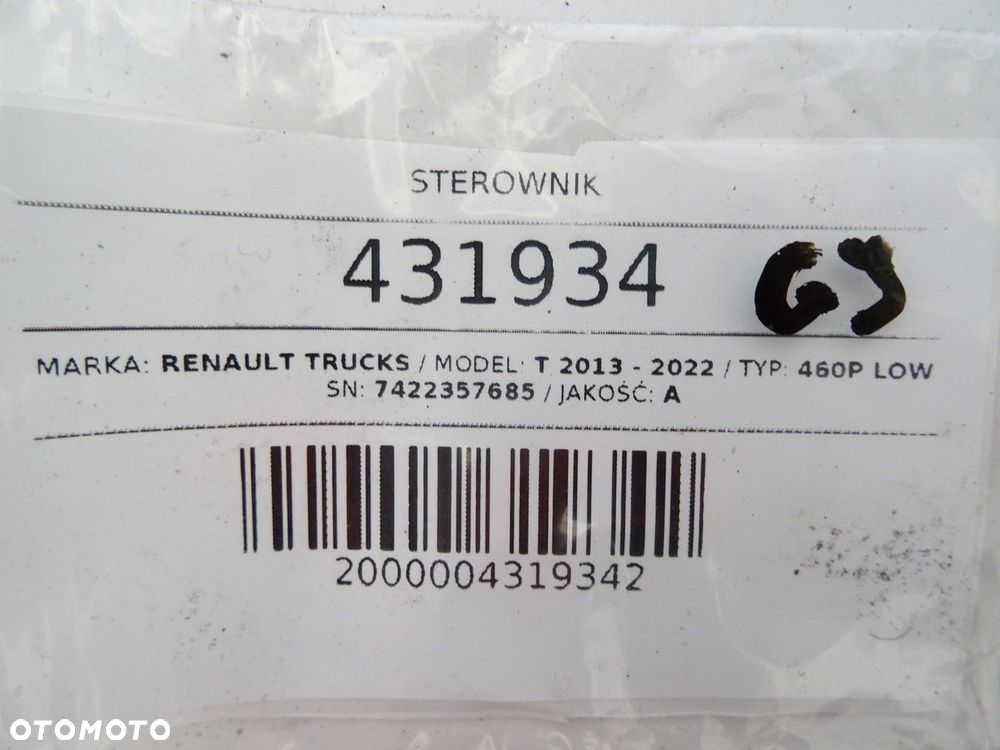 STEROWNIK
431934
MARKA: RENAULT TRUCKS / MODEL: T 2013 - 2022 / TYP: 460P LOW
SN: 7422357685 / JAKOŚĆ: A
2000004319342
OTOMOTO